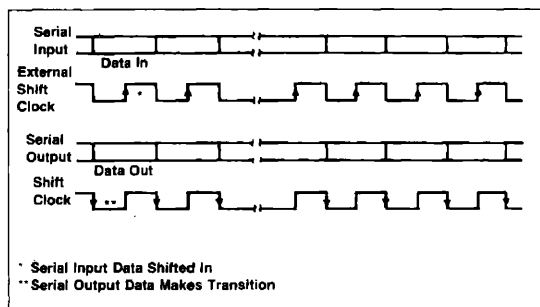 Serial
Input
Data In
External
Shift
Clock
*
Serial
Output
Data Out
Shift
Clock
**
* Serial Input Data Shifted In
** Serial Output Data Makes Transition